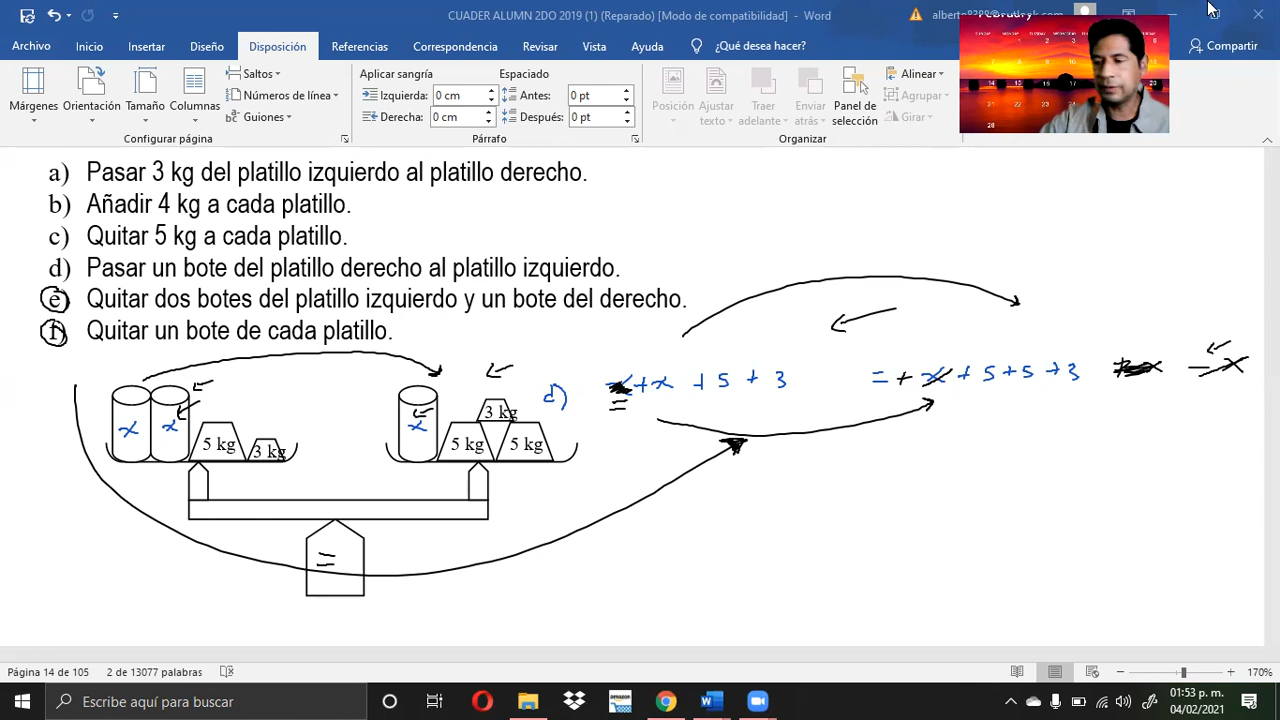 CUADER ALUMN 2DO 2019 (1) (Reparado) [Modo de compatibilidad] - Word
Archivo Inicio Insertar Diseño Disposición Referencias Correspondencia Revisar Vista Ayuda ¿Qué desea hacer? Compartir
Márgenes Orientación Tamaño Columnas
Saltos
Números de línea
Guiones
Configurar página
Aplicar sangría Espaciado
Izquierda: 0 cm Antes: 0 pt
Derecha: 0 cm Después: 0 pt
Párrafo
Posición Ajustar texto Traer adelante Enviar atrás Panel de selección
Alinear
Agrupar
Girar
Organizar
a) Pasar 3 kg del platillo izquierdo al platillo derecho.
b) Añadir 4 kg a cada platillo.
c) Quitar 5 kg a cada platillo.
d) Pasar un bote del platillo derecho al platillo izquierdo.
e) Quitar dos botes del platillo izquierdo y un bote del derecho.
f) Quitar un bote de cada platillo.
d) x + x + 5 + 3 = + x + 5 + 5 + 3 - x
x x 5 kg 3 kg
x 5 kg 3 kg 5 kg
=
Página 14 de 105 2 de 13077 palabras 170%
Escribe aquí para buscar
01:53 p. m.
04/02/2021